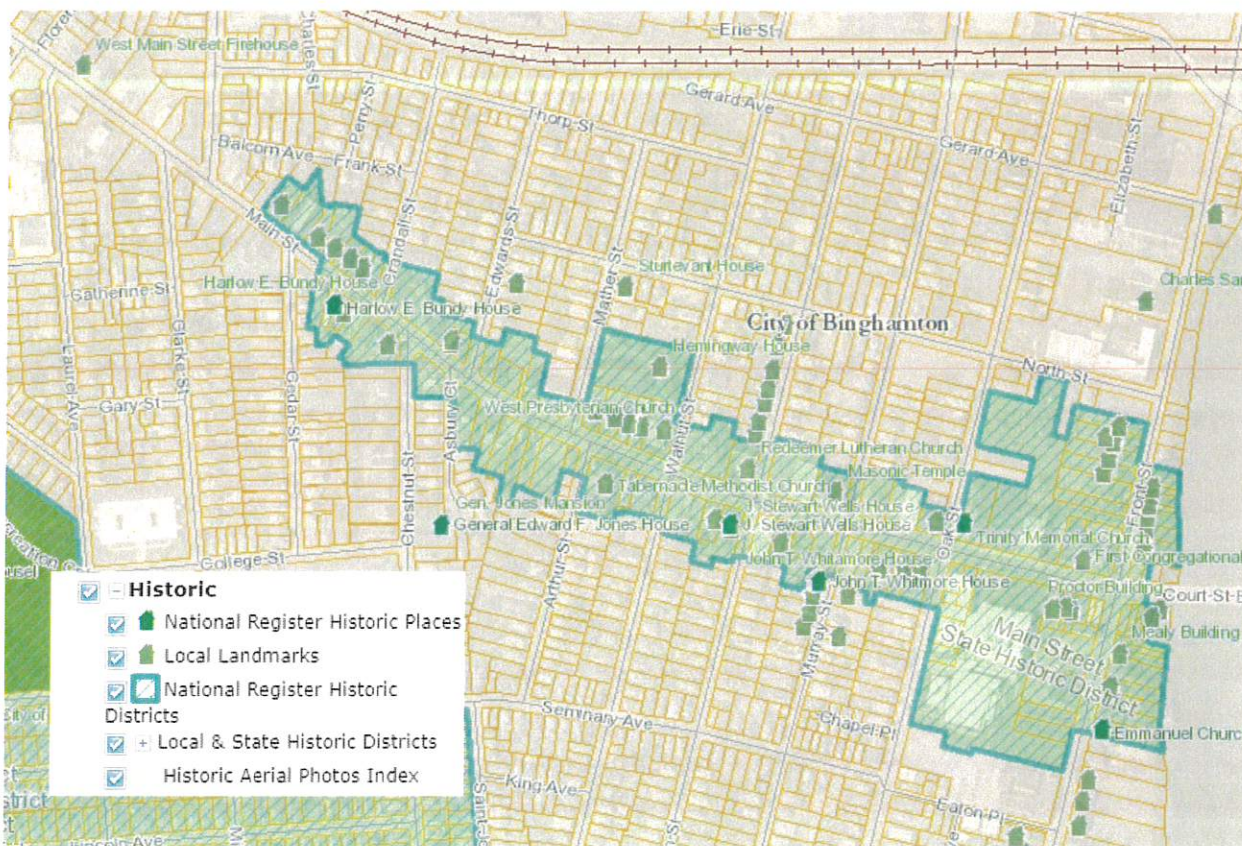 Erie St
West Main Street Firehouse
Charles St
Gerard Ave
Perry St
Thorp St
Elizabeth St
Balcom Ave
Frank St
Gerard Ave
Main St
Crandall St
Edwards St
Mather St
Sturtevant House
Harlow E. Bundy House
Catherine St
Harlow E. Bundy House
City of Binghamton
Hemingway House
North St
Laurel Ave
Clarke St
Cedar St
Gary St
Asbury Ct
West Presbyterian Church
Walnut St
Redeemer Lutheran Church
Masonic Temple
Front St
Chestnut St
Tabernacle Methodist Church
Gen. Jones Mansion
General Edward F. Jones House
J. Stewart Wells House
J. Stewart Wells House
Oak St
Trinity Memorial Church
College St
Arthur St
John T. Whitamore House
First Congregational
John T. Whitmore House
Proctor Building
Court St
Mealy Building
Murray St
Main Street
State Historic District
Seminary Ave
Chapel Pl
Emmanuel Churc
King Ave
Eaton Pl
Lincoln Ave
Historic
National Register Historic Places
Local Landmarks
National Register Historic
Districts
Local & State Historic Districts
Historic Aerial Photos Index